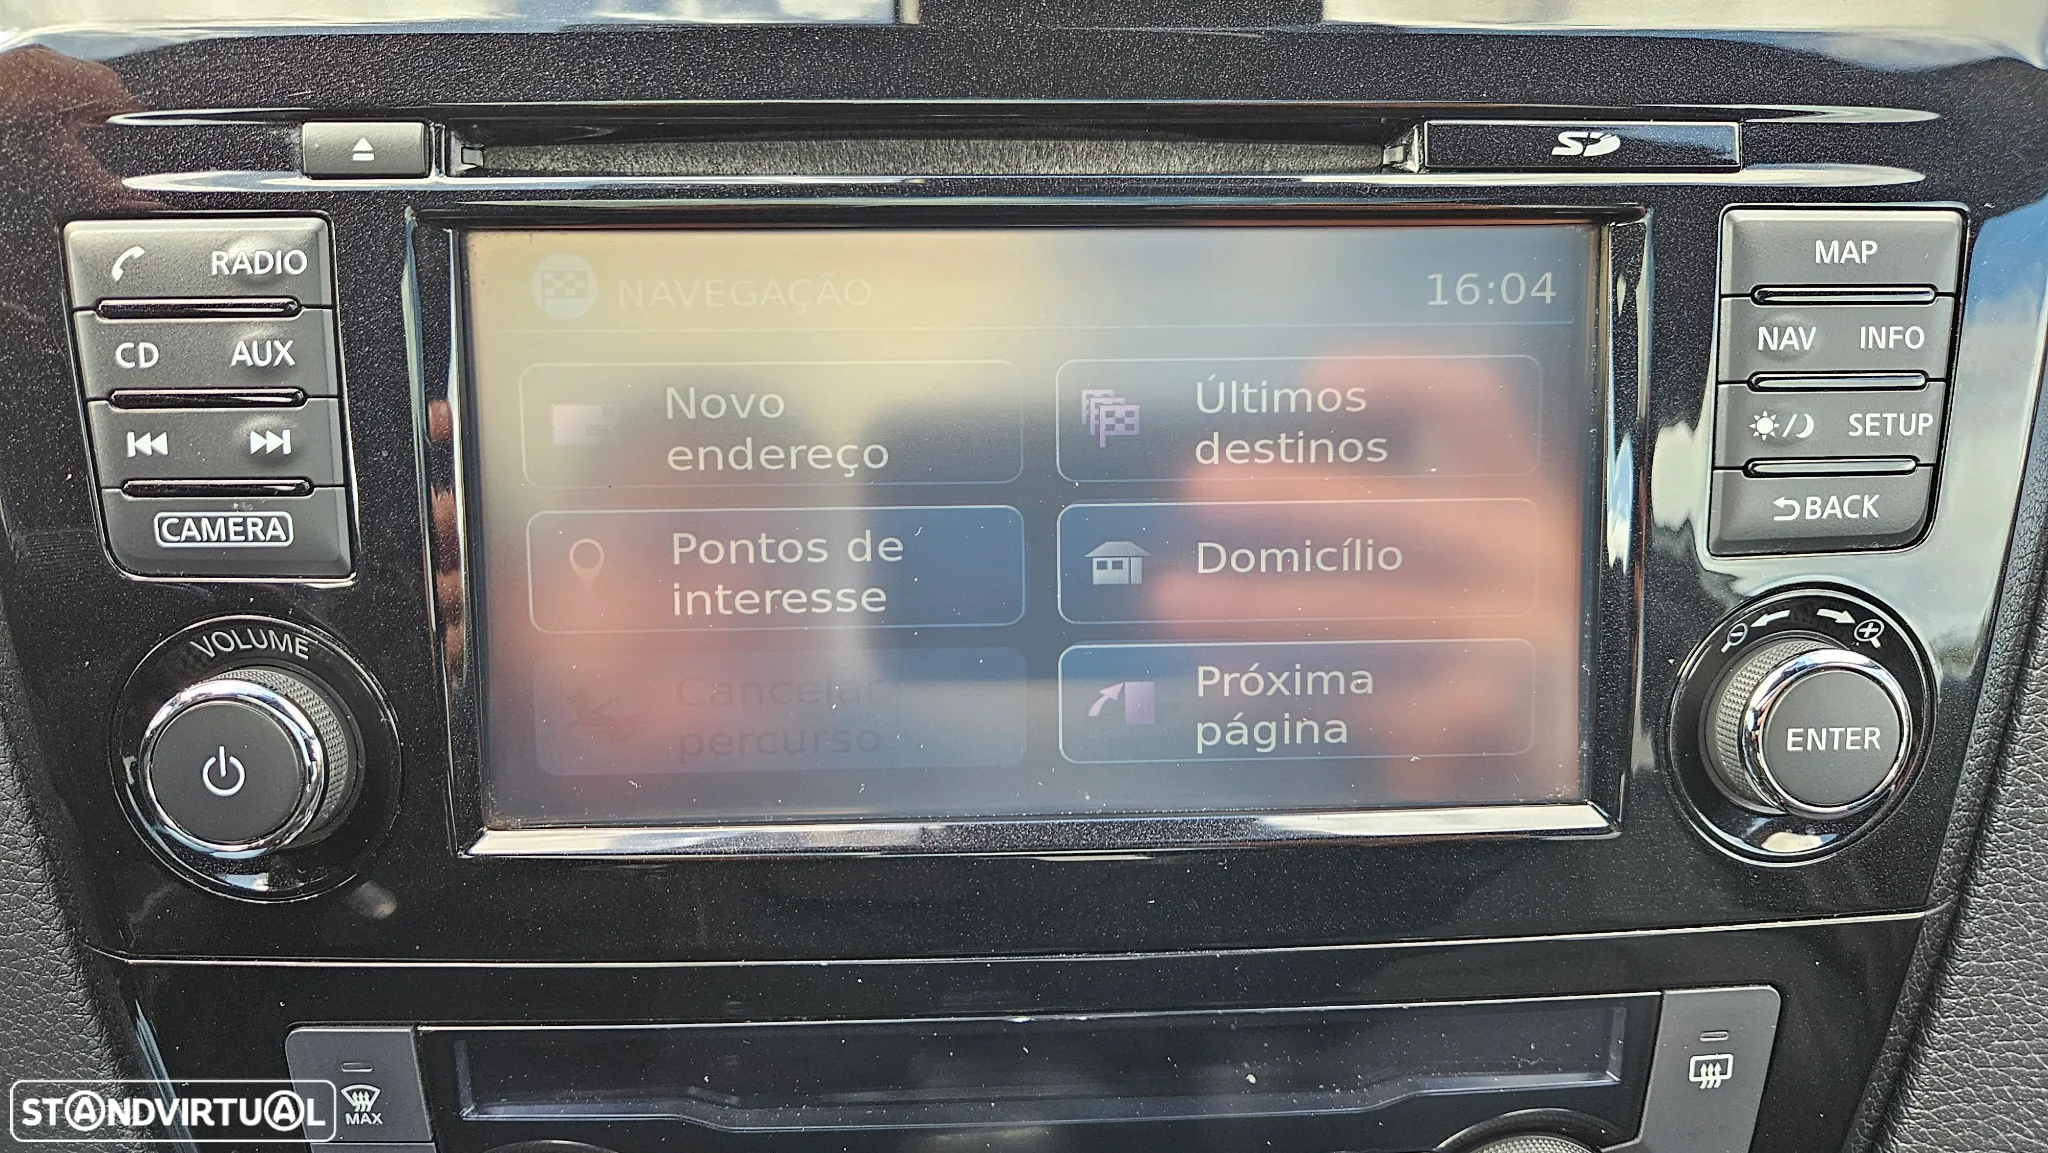 SD
RADIO
CD AUX
CAMERA
VOLUME
NAVEGAÇÃO 16:04
Novo
endereço
Últimos
destinos
Pontos de
interesse
Domicílio
Cancelar
percurso
Próxima
página
MAP
NAV INFO
SETUP
BACK
ENTER
MAX
STANDVIRTUAL